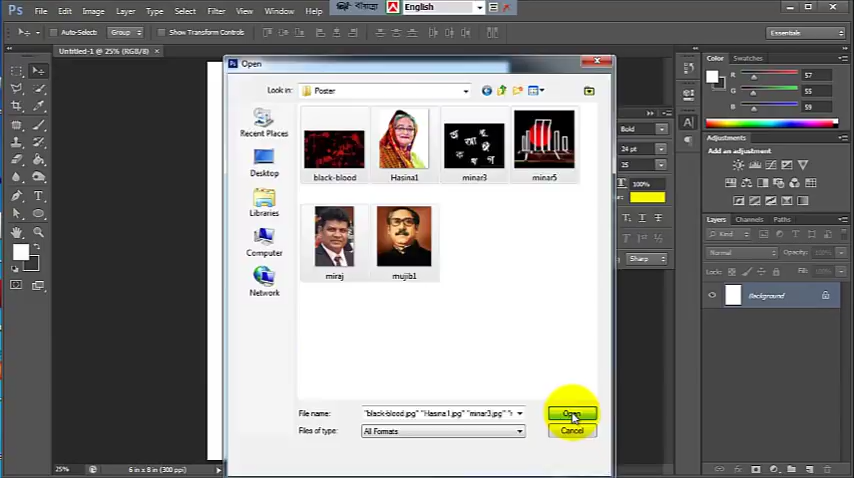 Ps File Edit Image Layer Type Select Filter View Window Help
English
Auto-Select: Group Show Transform Controls
Essentials
Untitled-1 @ 25% (RGB/8) ×
Open
Look in: Poster
Recent Places
Desktop
Libraries
Computer
Network
black-blood Hasina1 minar3 minar5
miraj mujib1
File name: "black-blood.jpg" "Hasina1.jpg" "minar3.jpg"
Open
Files of type: All Formats
Cancel
Bold
24 pt
25
100%
Sharp
Color Swatches
R 57
G 55
B 59
Adjustments
Add an adjustment
Layers Channels Paths
Kind
Normal Opacity: 100%
Lock: Fill: 100%
Background
25% 6 in x 8 in (300 ppi)